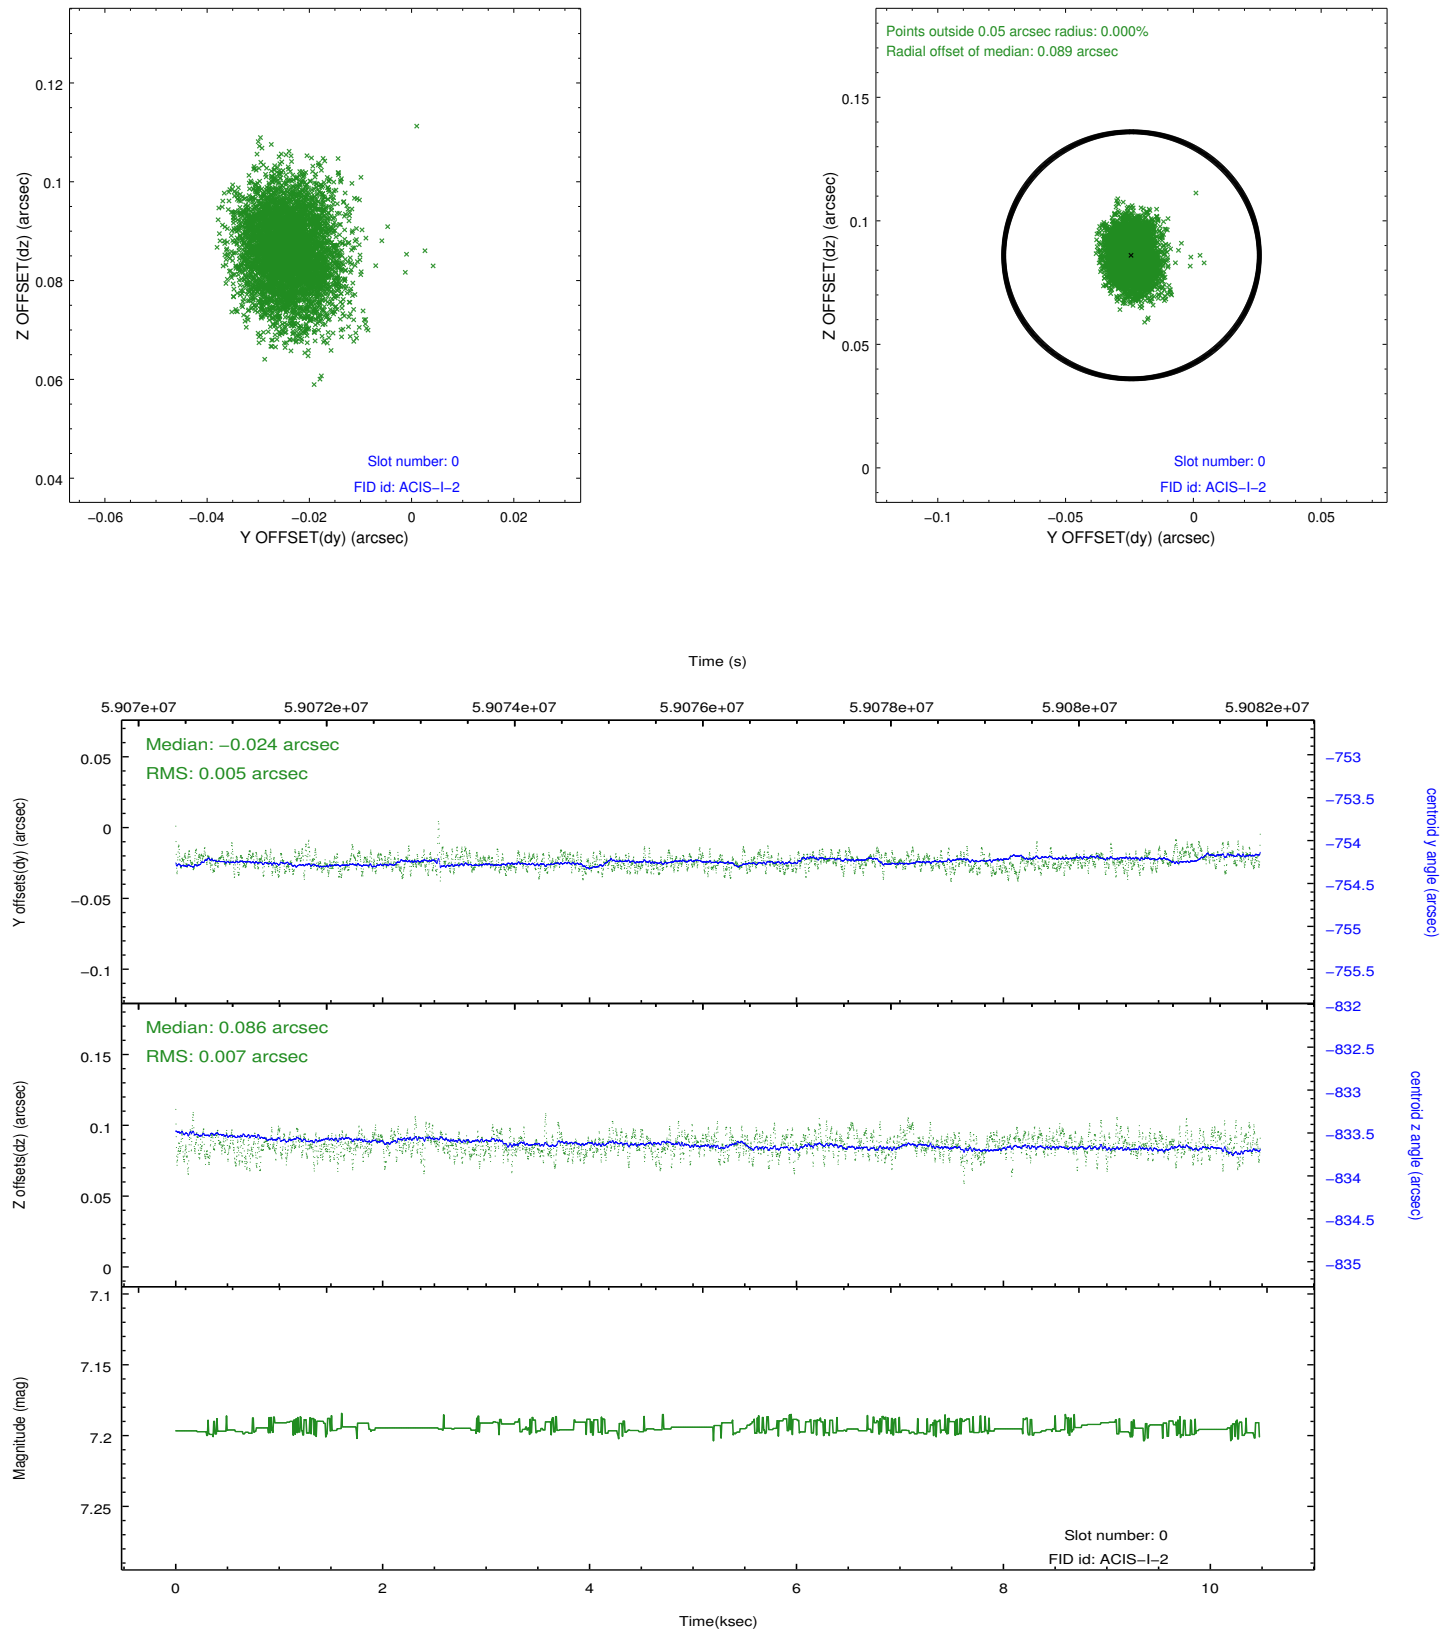 0.12
0.1
0.08
0.06
0.04
Z OFFSET(dz) (arcsec)
−0.06 −0.04 −0.02 0 0.02
Y OFFSET(dy) (arcsec)
Slot number: 0
FID id: ACIS−I−2
Points outside 0.05 arcsec radius: 0.000%
Radial offset of median: 0.089 arcsec
0.15
0.1
0.05
0
Z OFFSET(dz) (arcsec)
−0.1 −0.05 0 0.05
Y OFFSET(dy) (arcsec)
Slot number: 0
FID id: ACIS−I−2
Time (s)
5.907e+07 5.9072e+07 5.9074e+07 5.9076e+07 5.9078e+07 5.908e+07 5.9082e+07
Median: −0.024 arcsec
RMS: 0.005 arcsec
0.05
0
−0.05
−0.1
Y offsets(dy) (arcsec)
−753
−753.5
−754
−754.5
−755
−755.5
centroid y angle (arcsec)
Median: 0.086 arcsec
RMS: 0.007 arcsec
0.15
0.1
0.05
0
Z offsets(dz) (arcsec)
−832
−832.5
−833
−833.5
−834
−834.5
−835
centroid z angle (arcsec)
7.1
7.15
7.2
7.25
Magnitude (mag)
Slot number: 0
FID id: ACIS−I−2
0 2 4 6 8 10
Time(ksec)